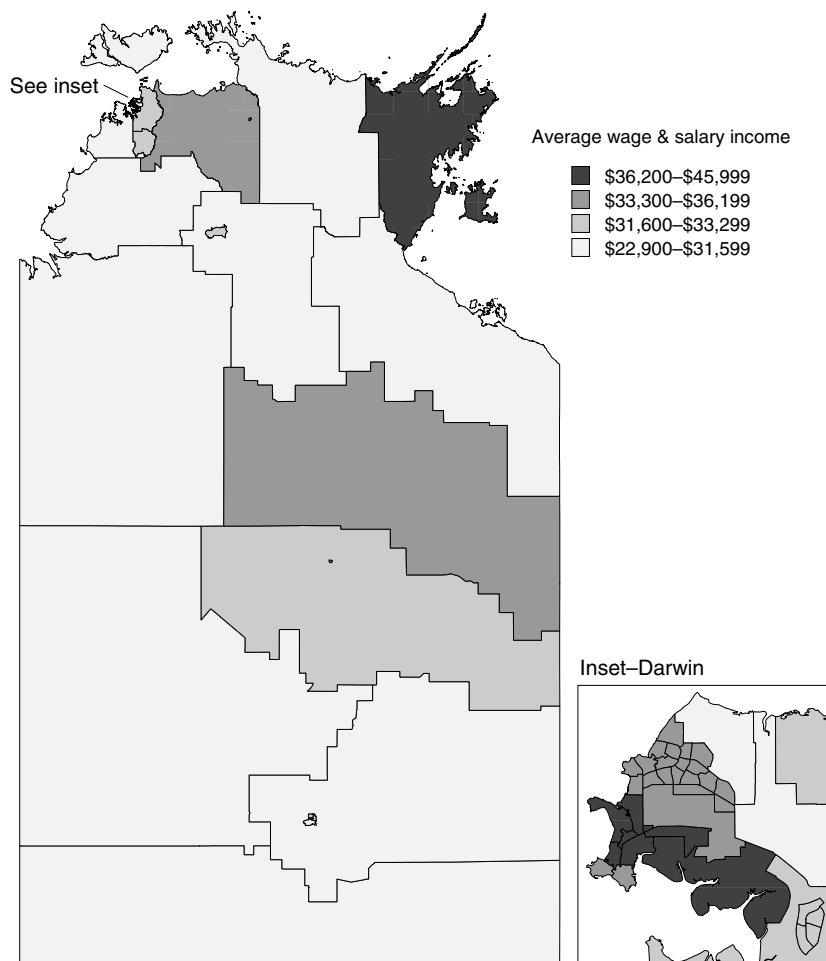 See inset
Average wage & salary income
$36,200–$45,999
$33,300–$36,199
$31,600–$33,299
$22,900–$31,599
Inset–Darwin